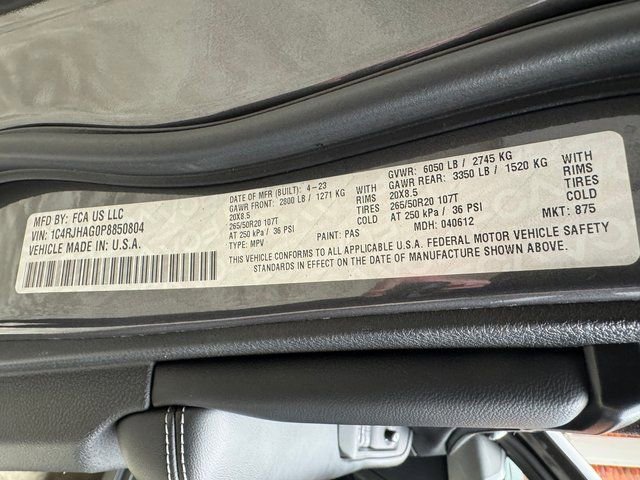 MFD BY: FCA US LLC
VIN: 1C4RJHAG0P8850804
VEHICLE MADE IN: U.S.A.
DATE OF MFR (BUILT): 4-23
GAWR FRONT: 2800 LB / 1271 KG WITH
20X8.5 RIMS
265/50R20 107T TIRES
AT 250 kPa / 36 PSI COLD
TYPE: MPV PAINT: PAS
GVWR: 6050 LB / 2745 KG
GAWR REAR: 3350 LB / 1520 KG WITH
20X8.5 RIMS
265/50R20 107T TIRES
AT 250 kPa / 36 PSI COLD
MDH: 040612 MKT: 875
THIS VEHICLE CONFORMS TO ALL APPLICABLE U.S.A. FEDERAL MOTOR VEHICLE SAFETY
STANDARDS IN EFFECT ON THE DATE OF MANUFACTURE SHOWN ABOVE.